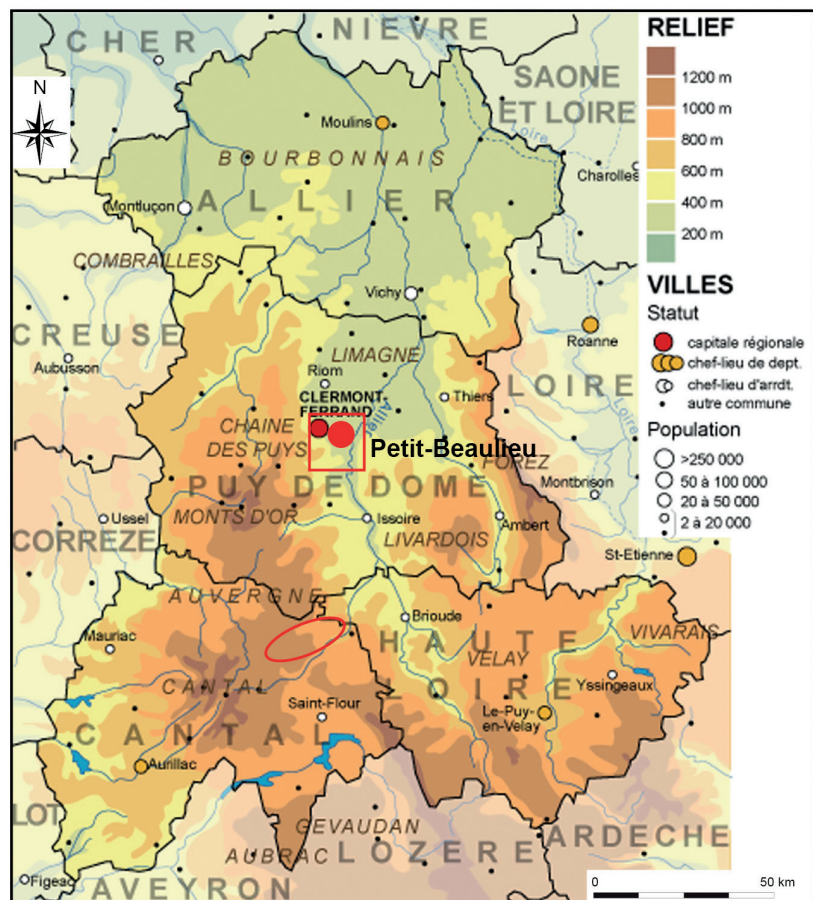 N
CHER
NIEVRE
SAONE
ET LOIRE
Loire
Moulins
BOURBONNAIS
Charolles
ALLIER
Montluçon
COMBRAILLES
Vichy
CREUSE
Aubusson
LIMAGNE
Riom
Roanne
LOIRE
Loire
CLERMONT-
FERRAND
Thiers
Allier
CHAINE
DES PUYS
Petit-Beaulieu
FOREZ
PUY DE DOME
Montbrison
MONTS D'OR
Ussel
Issoire
Ambert
CORREZE
LIVARDOIS
St-Etienne
AUVERGNE
Brioude
Mauriac
HAUTE
VIVARAIS
VELAY
CANTAL
LOIRE
Yssingeaux
Saint-Flour
Le-Puy-
en-Velay
CANTAL
Aurillac
LOT
GEVAUDAN
ARDECHE
AUBRAC
LOZERE
Figeac
AVEYRON
RELIEF
1200 m
1000 m
800 m
600 m
400 m
200 m
VILLES
Statut
capitale régionale
chef-lieu de dept.
chef-lieu d'arrdt.
autre commune
Population
>250 000
50 à 100 000
20 à 50 000
2 à 20 000
0 50 km